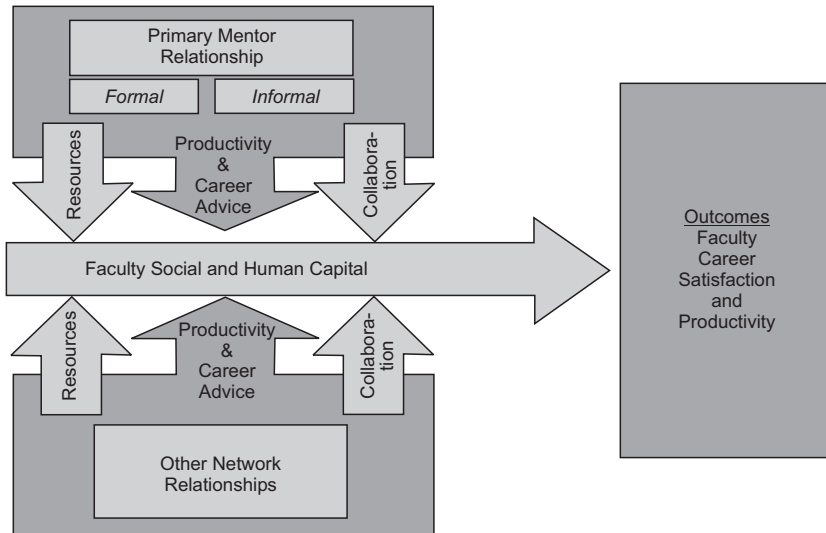 Primary Mentor
Relationship
Formal
Informal
Resources
Productivity
&
Career
Advice
Collabora-
tion
Faculty Social and Human Capital
Resources
Productivity
&
Career
Advice
Collabora-
tion
Other Network
Relationships
Outcomes
Faculty
Career
Satisfaction
and
Productivity